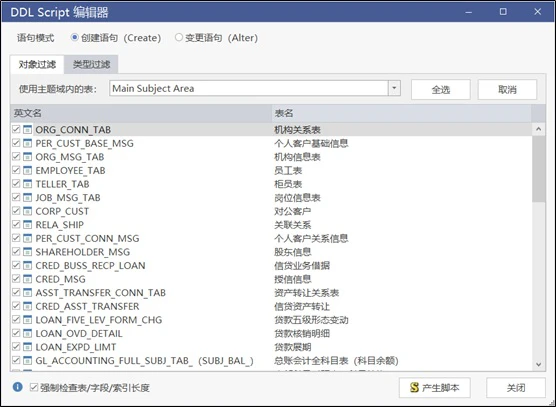 DDL Script 编辑器
语句模式 创建语句（Create） 变更语句（Alter）
对象过滤 类型过滤
使用主题域内的表： Main Subject Area 全选 取消
英文名 表名
ORG_CONN_TAB 机构关系表
PER_CUST_BASE_MSG 个人客户基础信息
ORG_MSG_TAB 机构信息表
EMPLOYEE_TAB 员工表
TELLER_TAB 柜员表
JOB_MSG_TAB 岗位信息表
CORP_CUST 对公客户
RELA_SHIP 关联关系
PER_CUST_CONN_MSG 个人客户关系信息
SHAREHOLDER_MSG 股东信息
CRED_BUSS_RECP_LOAN 信贷业务借据
CRED_MSG 授信信息
ASST_TRANSFER_CONN_TAB 资产转让关系表
CRED_ASST_TRANSFER 信贷资产转让
LOAN_FIVE_LEV_FORM_CHG 贷款五级形态变动
LOAN_OVD_DETAIL 贷款核销明细
LOAN_EXPD_LIMT 贷款展期
GL_ACCOUNTING_FULL_SUBJ_TAB_（SUBJ_BAL_） 总账会计全科目表（科目余额）
强制检查表/字段/索引长度 产生脚本 关闭